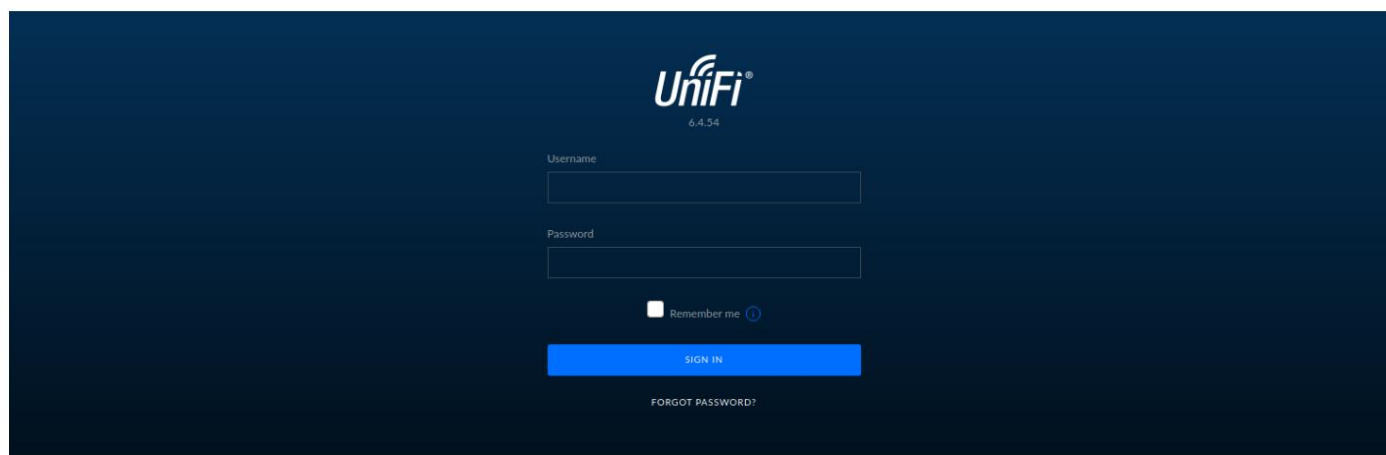 UniFi®
6.4.54
Username
Password
Remember me
SIGN IN
FORGOT PASSWORD?